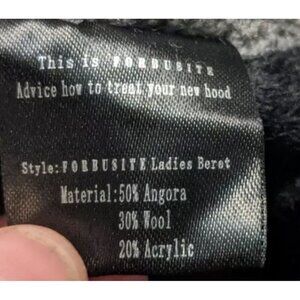 This is FORBUSITE
Advice how to treat your new hood
Style:FORBUSITE Ladies Beret
Material:50% Angora
30% Wool
20% Acrylic